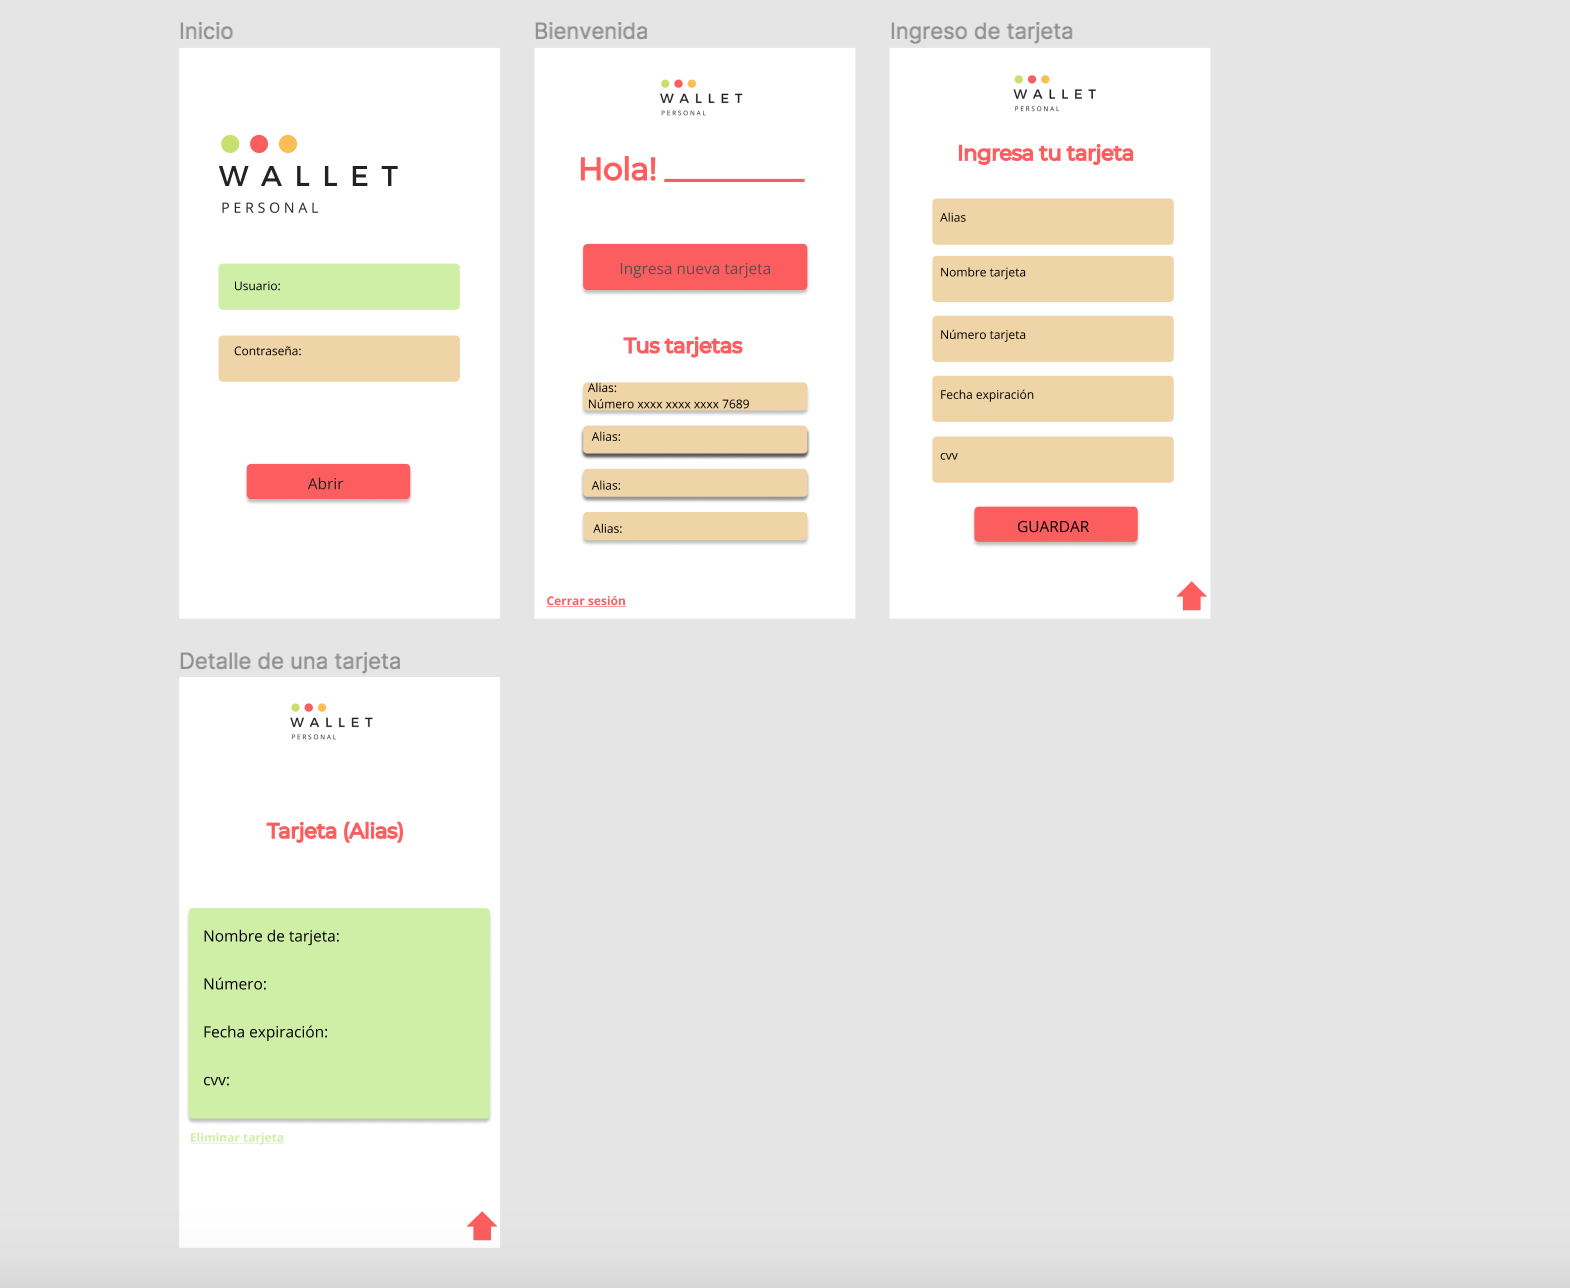 Inicio
WALLET
PERSONAL
Usuario:
Contraseña:
Abrir
Bienvenida
WALLET
PERSONAL
Hola!
Ingresa nueva tarjeta
Tus tarjetas
Alias:
Número xxxx xxxx xxxx 7689
Alias:
Alias:
Alias:
Cerrar sesión
Ingreso de tarjeta
WALLET
PERSONAL
Ingresa tu tarjeta
Alias
Nombre tarjeta
Número tarjeta
Fecha expiración
cvv
GUARDAR
Detalle de una tarjeta
WALLET
PERSONAL
Tarjeta (Alias)
Nombre de tarjeta:
Número:
Fecha expiración:
cvv:
Eliminar tarjeta